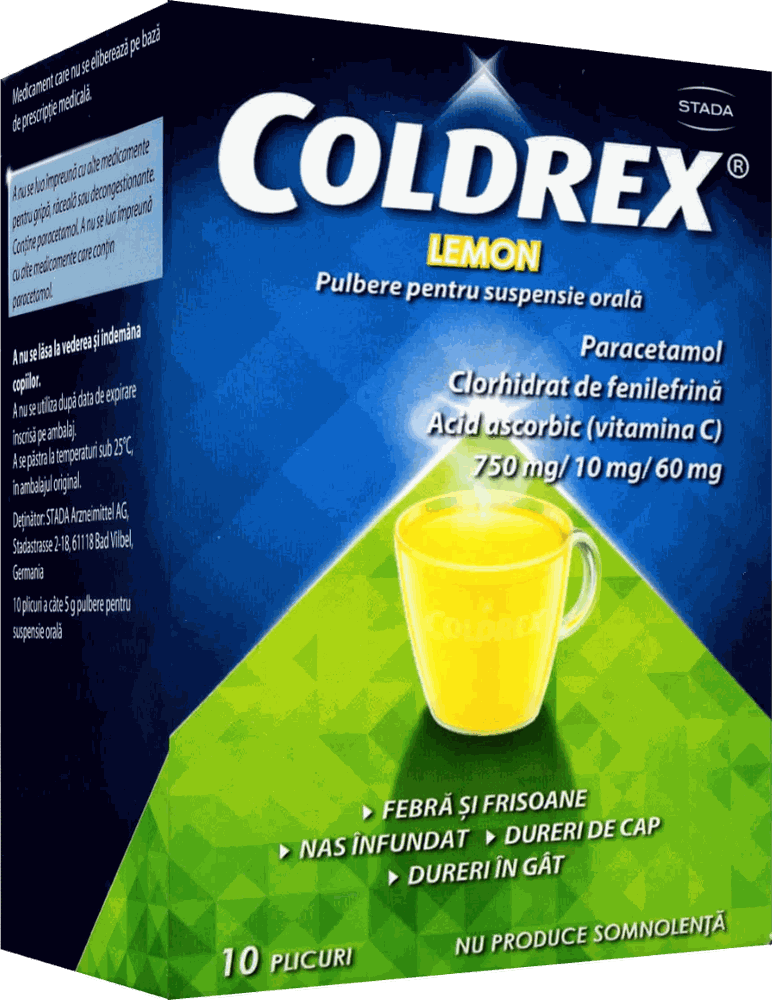 Medicament care nu se eliberează pe bază
de prescripție medicală.
A nu se lua împreună cu alte medicamente
pentru gripă, răceală sau decongestionante.
Conține paracetamol. A nu se lua împreună
cu alte medicamente care conțin
paracetamol.
A nu se lăsa la vederea și îndemâna
copiilor.
A nu se utiliza după data de expirare
înscrisă pe ambalaj.
A se păstra la temperaturi sub 25°C,
în ambalajul original.
Deținător: STADA Arzneimittel AG,
Stadastrasse 2-18, 61118 Bad Vilbel,
Germania
10 plicuri a câte 5 g pulbere pentru
suspensie orală
STADA
COLDREX®
LEMON
Pulbere pentru suspensie orală
Paracetamol
Clorhidrat de fenilefrină
Acid ascorbic (vitamina C)
750 mg/ 10 mg/ 60 mg
COLDREX
FEBRĂ ȘI FRISOANE
NAS ÎNFUNDAT DURERI DE CAP
DURERI ÎN GÂT
10 PLICURI
NU PRODUCE SOMNOLENȚĂ